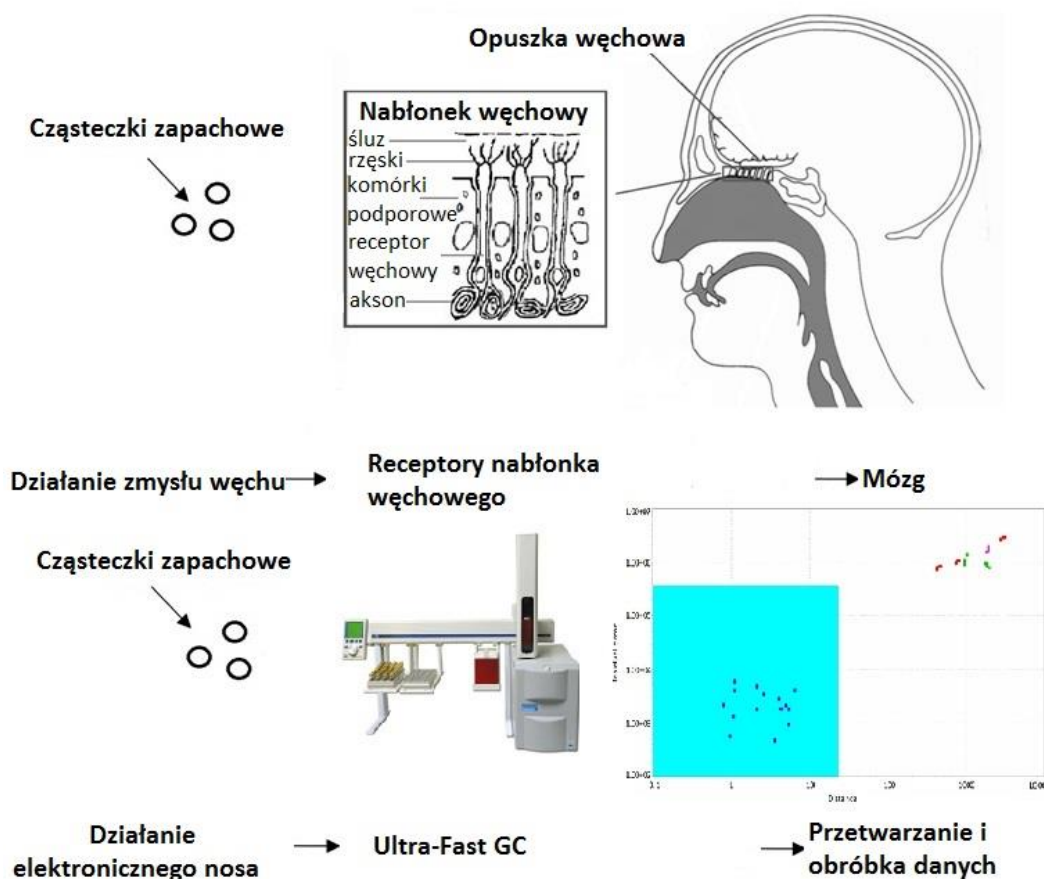 Opuszka węchowa
Cząsteczki zapachowe
Nabłonek węchowy
śluz
rzęski
komórki
podporowe
receptor
węchowy
akson
Działanie zmysłu węchu
Receptory nabłonka
węchowego
Mózg
Cząsteczki zapachowe
1
Distance
Działanie
elektronicznego nosa
Ultra-Fast GC
Przetwarzanie i
obróbka danych